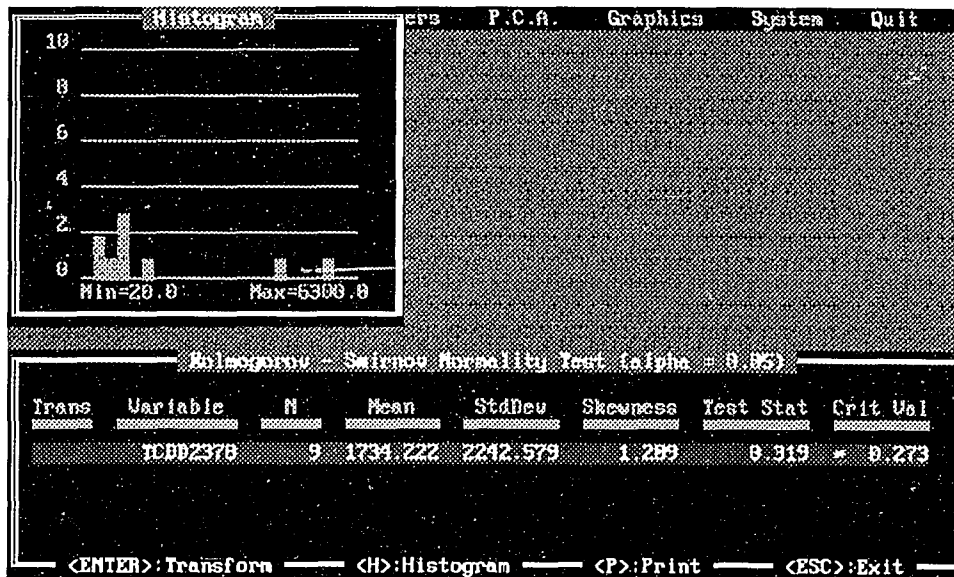 Histogram ers P.C.A. Graphics System Quit
10
8
6
4
2
0
Min=20.0 Max=6300.0
Kolmogorov - Smirnov Normality Test (alpha = 0.05)
Trans Variable N Mean StdDev Skewness Test Stat Crit Val
TCDD2378 9 1734.222 2242.579 1.209 0.319 * 0.273
<ENTER>:Transform <H>:Histogram <P>:Print <ESC>:Exit